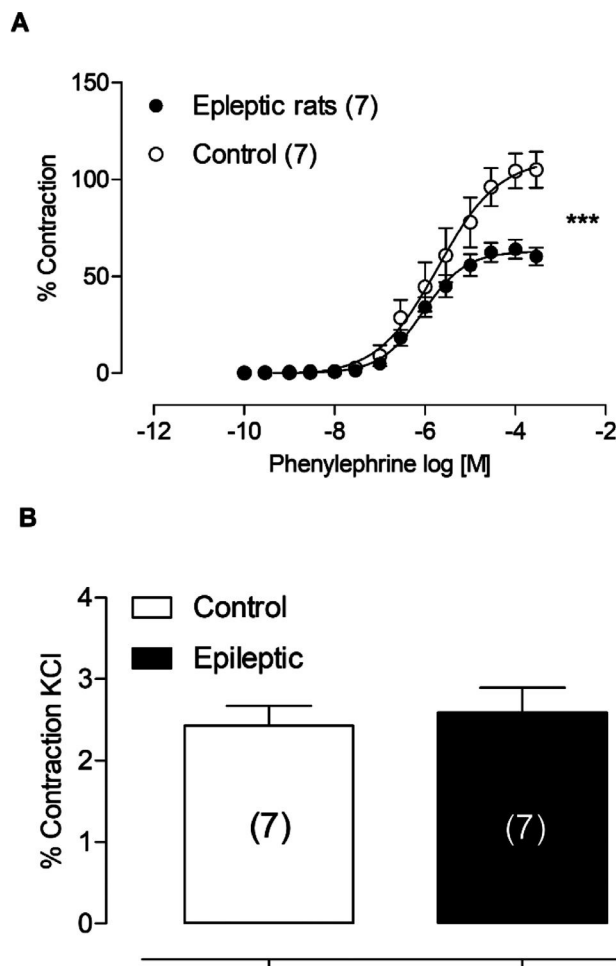 A
150
100
50
0
% Contraction
Epleptic rats (7)
Control (7)
***
-12
-10
-8
-6
-4
-2
Phenylephrine log [M]
B
4
3
2
1
0
% Contraction KCl
Control
Epileptic
(7)
(7)